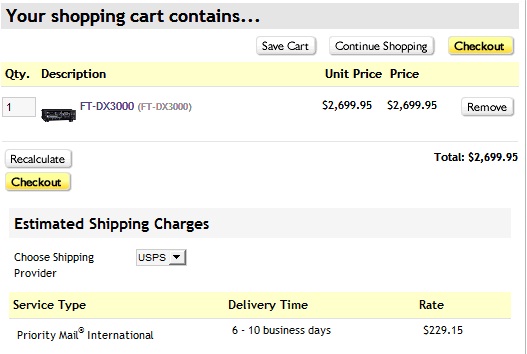 Your shopping cart contains...
Save Cart Continue Shopping Checkout
Qty. Description Unit Price Price
1 FT-DX3000 (FT-DX3000) $2,699.95 $2,699.95 Remove
Recalculate Total: $2,699.95
Checkout
Estimated Shipping Charges
Choose Shipping USPS
Provider
Service Type Delivery Time Rate
Priority Mail® International 6 - 10 business days $229.15